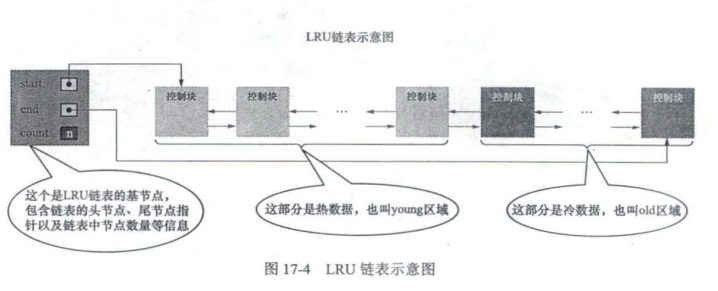 LRU链表示意图
start:
end:
count: n
控制块
控制块
...
控制块
控制块
...
控制块
这个是LRU链表的基节点，
包含链表的头节点、尾节点指
针以及链表中节点数量等信息
这部分是热数据，也叫young区域
这部分是冷数据，也叫old区域
图 17-4 LRU 链表示意图